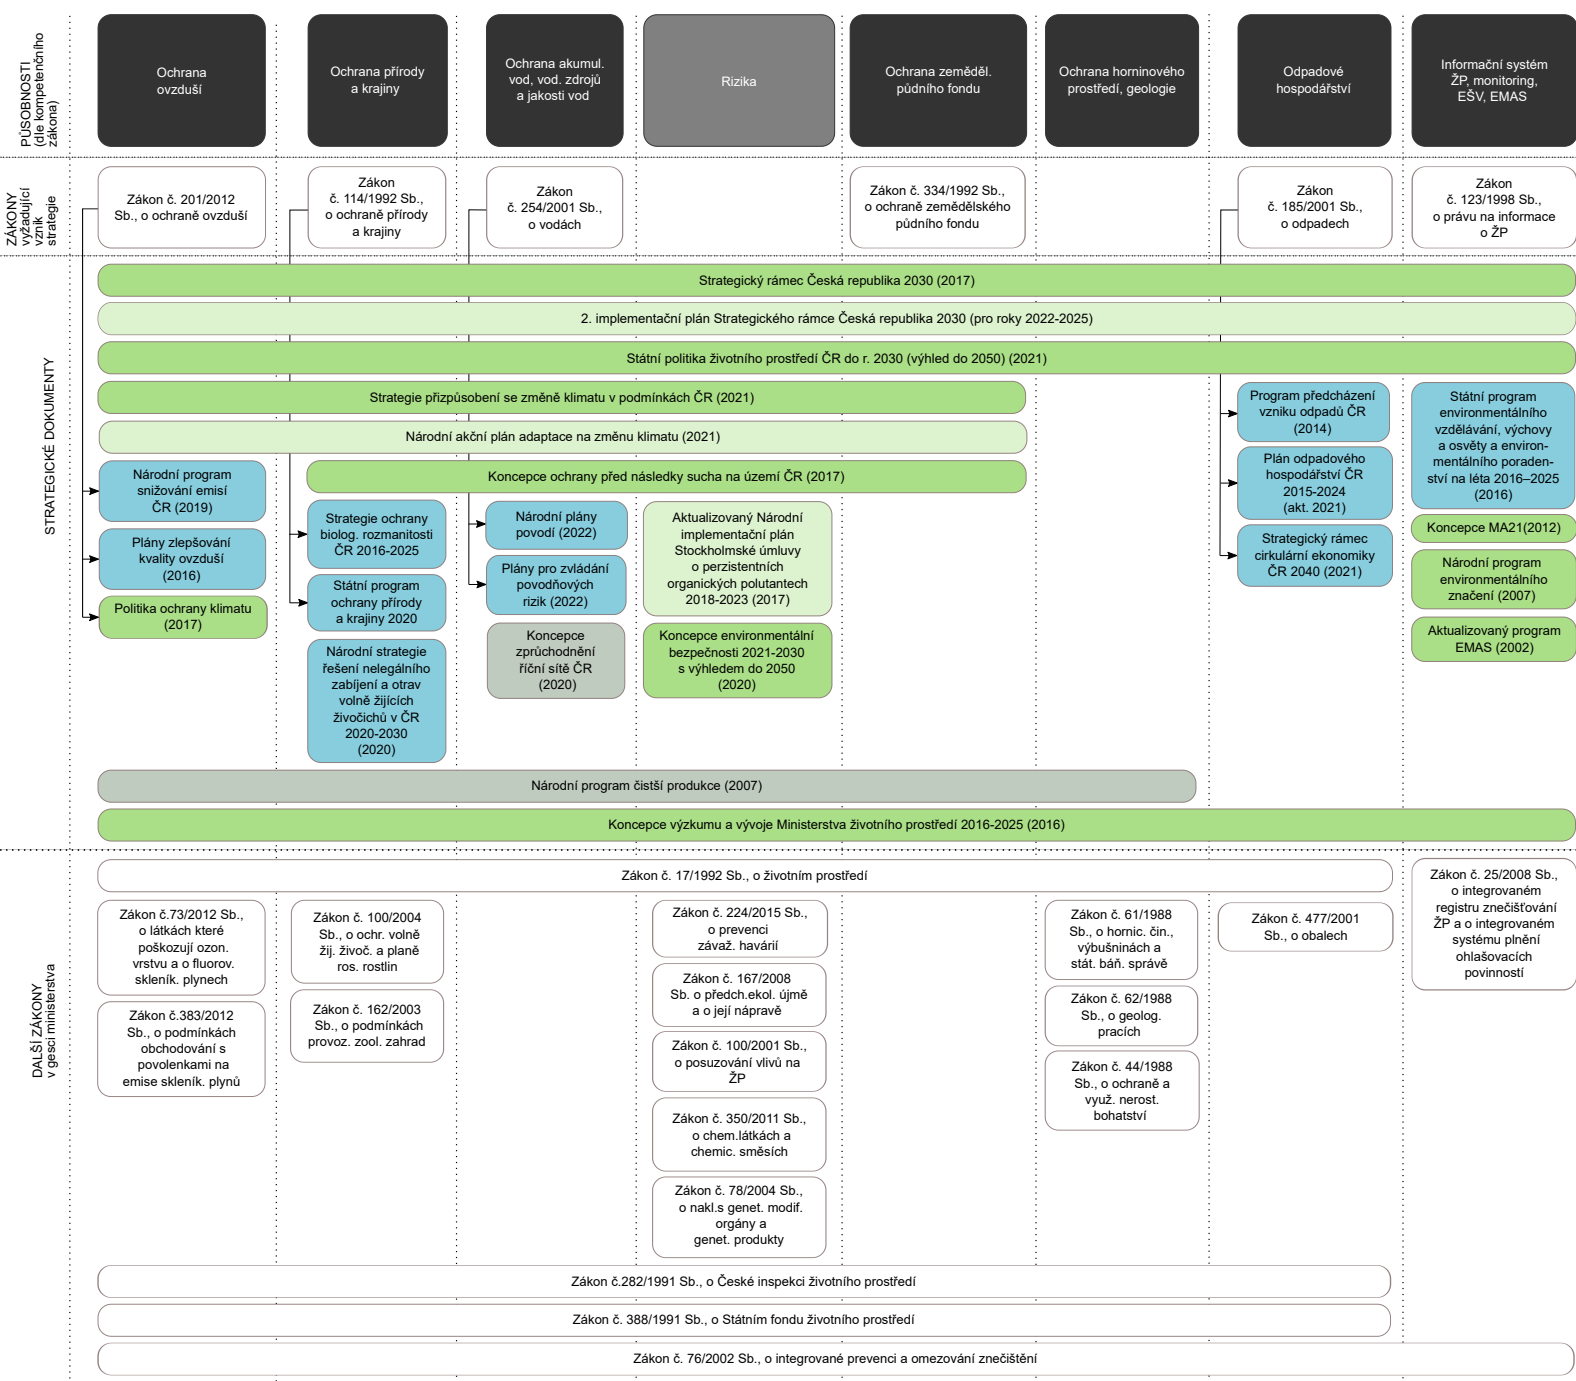 PŮSOBNOSTI
(dle kompetenčního
zákona)
Ochrana
ovzduší
Ochrana přírody
a krajiny
Ochrana akumul.
vod, vod. zdrojů
a jakosti vod
Rizika
Ochrana zeměděl.
půdního fondu
Ochrana horninového
prostředí, geologie
Odpadové
hospodářství
Informační systém
ŽP, monitoring,
EŠV, EMAS
ZÁKONY
vyžadující
vznik
strategie
Zákon č. 201/2012
Sb., o ochraně ovzduší
Zákon
č. 114/1992 Sb.,
o ochraně přírody
a krajiny
Zákon
č. 254/2001 Sb.,
o vodách
Zákon č. 334/1992 Sb.,
o ochraně zemědělského
půdního fondu
Zákon
č. 185/2001 Sb.,
o odpadech
Zákon
č. 123/1998 Sb.,
o právu na informace
o ŽP
STRATEGICKÉ DOKUMENTY
Strategický rámec Česká republika 2030 (2017)
2. implementační plán Strategického rámce Česká republika 2030 (pro roky 2022-2025)
Státní politika životního prostředí ČR do r. 2030 (výhled do 2050) (2021)
Strategie přizpůsobení se změně klimatu v podmínkách ČR (2021)
Národní akční plán adaptace na změnu klimatu (2021)
Koncepce ochrany před následky sucha na území ČR (2017)
Národní program
snižování emisí
ČR (2019)
Plány zlepšování
kvality ovzduší
(2016)
Politika ochrany klimatu
(2017)
Strategie ochrany
biolog. rozmanitosti
ČR 2016-2025
Státní program
ochrany přírody
a krajiny 2020
Národní strategie
řešení nelegálního
zabíjení a otrav
volně žijících
živočichů v ČR
2020-2030
(2020)
Národní plány
povodí (2022)
Plány pro zvládání
povodňových
rizik (2022)
Koncepce
zprůchodnění
říční sítě ČR
(2020)
Aktualizovaný Národní
implementační plán
Stockholmské úmluvy
o perzistentních
organických polutantech
2018-2023 (2017)
Koncepce environmentální
bezpečnosti 2021-2030
s výhledem do 2050
(2020)
Program předcházení
vzniku odpadů ČR
(2014)
Plán odpadového
hospodářství ČR
2015-2024
(akt. 2021)
Strategický rámec
cirkulární ekonomiky
ČR 2040 (2021)
Státní program
environmentálního
vzdělávání, výchovy
a osvěty a environ-
mentálního poraden-
ství na léta 2016–2025
(2016)
Koncepce MA21(2012)
Národní program
environmentálního
značení (2007)
Aktualizovaný program
EMAS (2002)
Národní program čistší produkce (2007)
Koncepce výzkumu a vývoje Ministerstva životního prostředí 2016-2025 (2016)
DALŠÍ ZÁKONY
v gesci ministerstva
Zákon č. 17/1992 Sb., o životním prostředí
Zákon č.73/2012 Sb.,
o látkách které
poškozují ozon.
vrstvu a o fluorov.
skleník. plynech
Zákon č.383/2012
Sb., o podmínkách
obchodování s
povolenkami na
emise skleník. plynů
Zákon č. 100/2004
Sb., o ochr. volně
žij. živoč. a planě
ros. rostlin
Zákon č. 162/2003
Sb., o podmínkách
provoz. zool. zahrad
Zákon č. 224/2015 Sb.,
o prevenci
závaž. havárií
Zákon č. 167/2008
Sb. o předch.ekol. újmě
a o její nápravě
Zákon č. 100/2001 Sb.,
o posuzování vlivů na
ŽP
Zákon č. 350/2011 Sb.,
o chem.látkách a
chemic. směsích
Zákon č. 78/2004 Sb.,
o nakl.s genet. modif.
orgány a
genet. produkty
Zákon č. 61/1988
Sb., o hornic. čin.,
výbušninách a
stát. báň. správě
Zákon č. 62/1988
Sb., o geolog.
pracích
Zákon č. 44/1988
Sb., o ochraně a
využ. nerost.
bohatství
Zákon č. 477/2001
Sb., o obalech
Zákon č. 25/2008 Sb.,
o integrovaném
registru znečišťování
ŽP a o integrovaném
systému plnění
ohlašovacích
povinností
Zákon č.282/1991 Sb., o České inspekci životního prostředí
Zákon č. 388/1991 Sb., o Státním fondu životního prostředí
Zákon č. 76/2002 Sb., o integrované prevenci a omezování znečištění